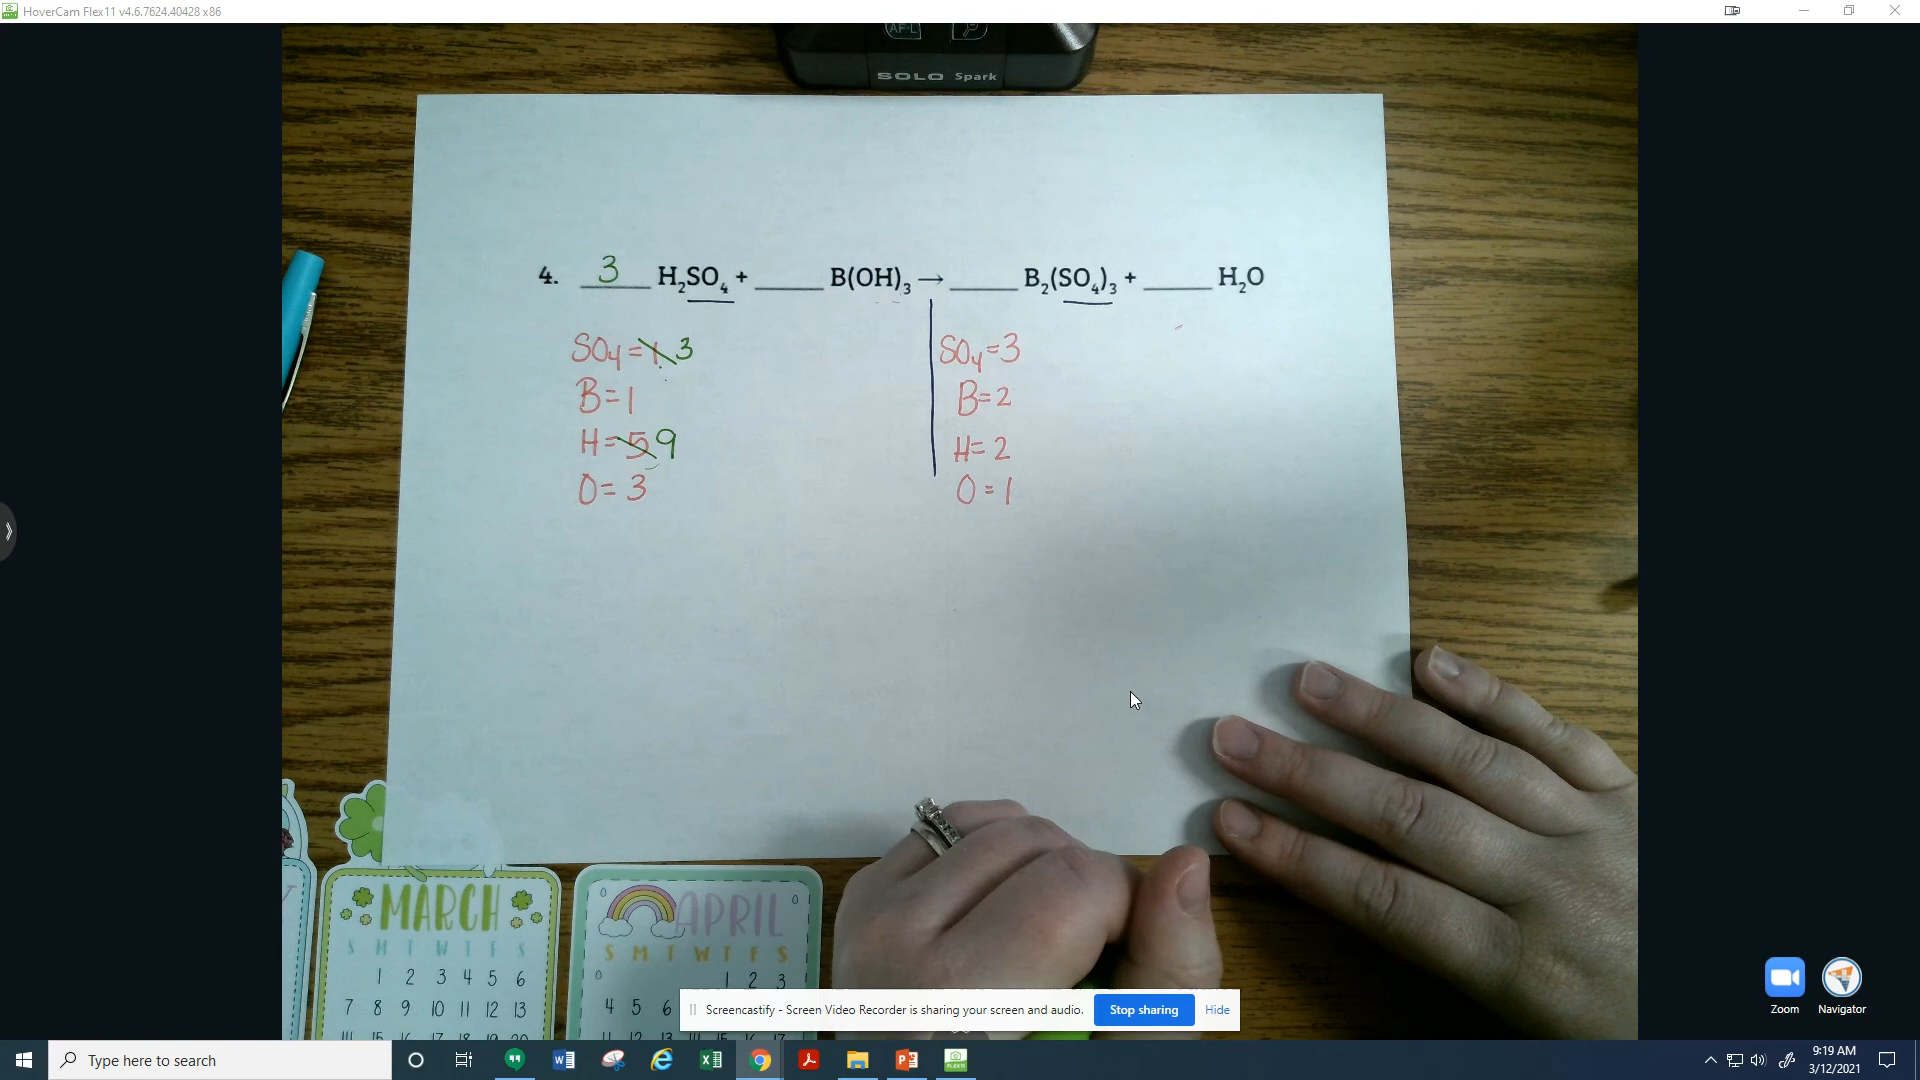 HoverCam Flex11 v4.6.7624.40428 x86
AF-L
SOLO Spark
4. 3 H₂SO₄ + ____ B(OH)₃ → ____ B₂(SO₄)₃ + ____ H₂O
SO₄=1 3
B=1
H=5 9
O=3
SO₄=3
B=2
H=2
O=1
MARCH
S M T W T F S
1 2 3 4 5 6
7 8 9 10 11 12 13
APRIL
S M T W T F S
1 2 3
4 5 6
Screencastify - Screen Video Recorder is sharing your screen and audio.
Stop sharing
Hide
Zoom
Navigator
Type here to search
9:19 AM
3/12/2021